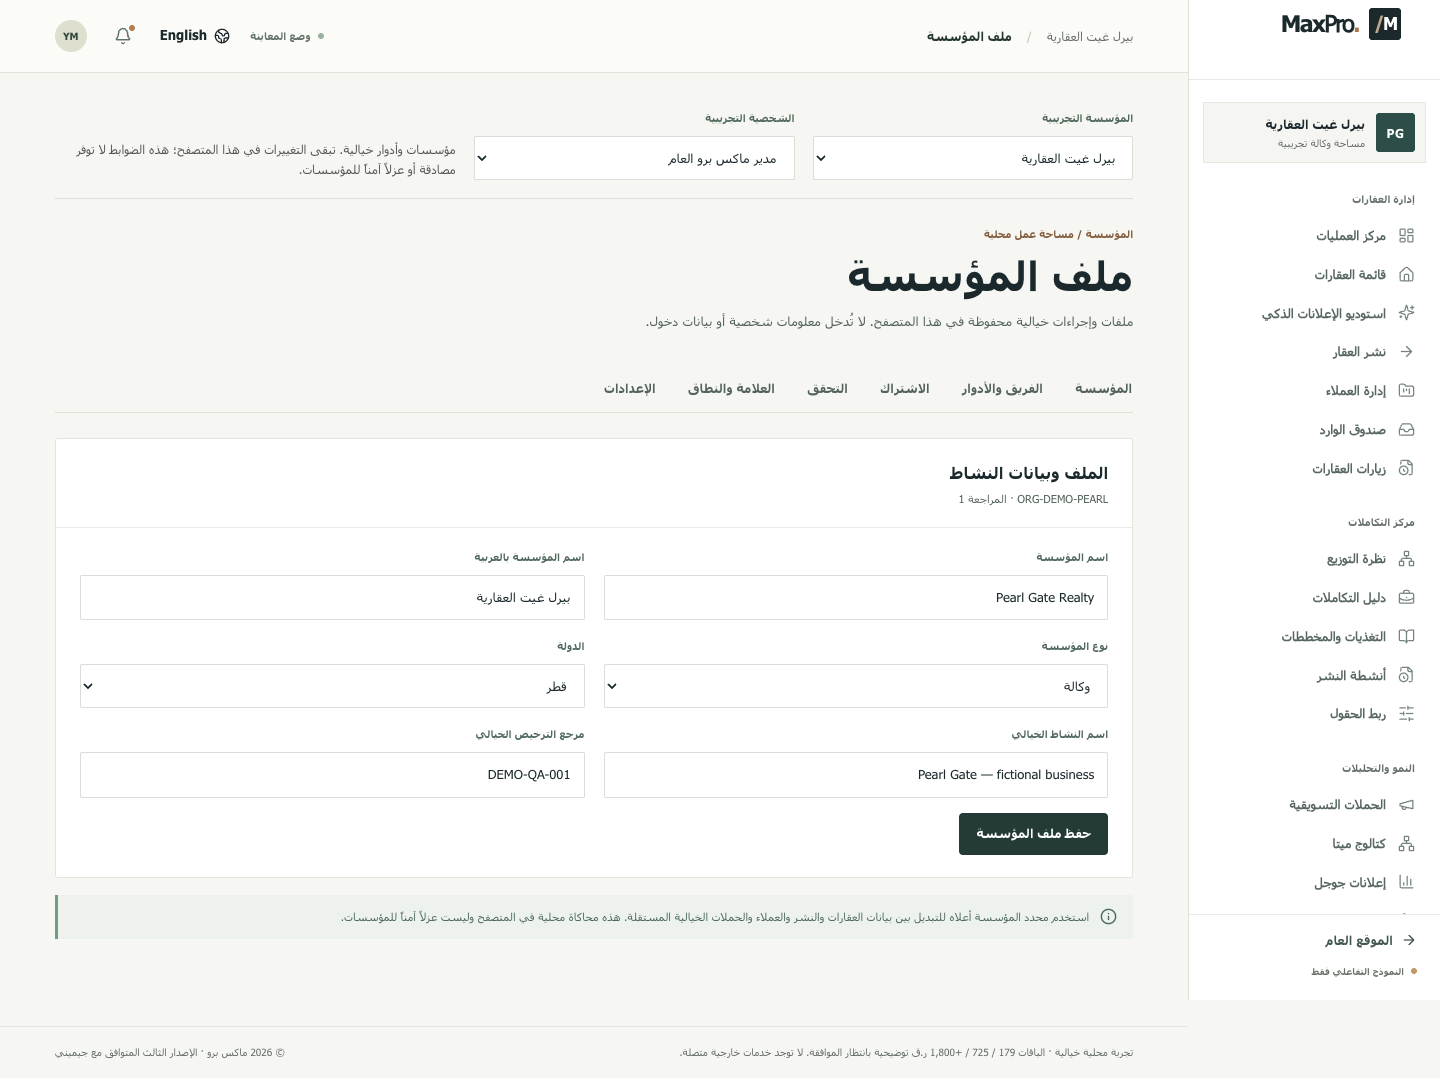 MaxPro.
/M
بيرل غيت العقارية
مساحة وكالة تجريبية
PG
إدارة العقارات
مركز العمليات
قائمة العقارات
استوديو الإعلانات الذكي
نشر العقار
إدارة العملاء
صندوق الوارد
زيارات العقارات
مركز التكاملات
نظرة التوزيع
دليل التكاملات
التغذيات والمخططات
أنشطة النشر
ربط الحقول
النمو والتحليلات
الحملات التسويقية
كتالوج ميتا
إعلانات جوجل
الموقع العام
النموذج التفاعلي فقط
بيرل غيت العقارية / ملف المؤسسة
وضع المعاينة
English
YM
المؤسسة التجريبية
بيرل غيت العقارية
الشخصية التجريبية
مدير ماكس برو العام
مؤسسات وأدوار خيالية. تبقى التغييرات في هذا المتصفح؛ هذه الضوابط لا توفر
مصادقة أو عزلاً آمناً للمؤسسات.
المؤسسة / مساحة عمل محلية
ملف المؤسسة
ملفات وإجراءات خيالية محفوظة في هذا المتصفح. لا تُدخل معلومات شخصية أو بيانات دخول.
المؤسسة
الفريق والأدوار
الاشتراك
التحقق
العلامة والنطاق
الإعدادات
الملف وبيانات النشاط
ORG-DEMO-PEARL · المراجعة 1
اسم المؤسسة
Pearl Gate Realty
اسم المؤسسة بالعربية
بيرل غيت العقارية
نوع المؤسسة
وكالة
الدولة
قطر
اسم النشاط الخيالي
Pearl Gate — fictional business
مرجع الترخيص الخيالي
DEMO-QA-001
حفظ ملف المؤسسة
استخدم محدد المؤسسة أعلاه للتبديل بين بيانات العقارات والنشر والعملاء والحملات الخيالية المستقلة. هذه محاكاة محلية في المتصفح وليست عزلاً آمناً للمؤسسات.
تجربة محلية خيالية · الباقات 179 / 725 / +1,800 ر.ق توضيحية بانتظار الموافقة. لا توجد خدمات خارجية متصلة.
© 2026 ماكس برو · الإصدار الثالث المتوافق مع جيميني